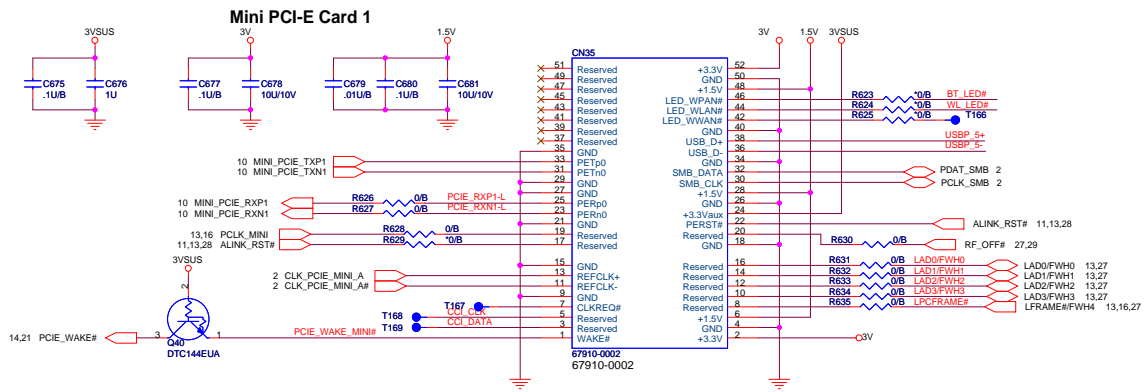 Mini PCI-E Card 1
3VSUS
C675
.1U/B
C676
1U
3V
C677
.1U/B
C678
10U/10V
1.5V
C679
.01U/B
C680
.1U/B
C681
10U/10V
3V 1.5V 3VSUS
CN35
51 Reserved
49 Reserved
47 Reserved
45 Reserved
43 Reserved
41 Reserved
39 Reserved
37 Reserved
35 GND
33 PETp0
31 PETn0
29 GND
27 GND
25 PERp0
23 PERn0
21 GND
19 Reserved
17 Reserved
15 GND
13 REFCLK+
11 REFCLK-
9 GND
7 CLKREQ#
5 Reserved
3 Reserved
1 WAKE#
+3.3V 52
GND 50
+1.5V 48
LED_WPAN# 46
LED_WLAN# 44
LED_WWAN# 42
GND 40
USB_D+ 38
USB_D- 36
GND 34
SMB_DATA 32
SMB_CLK 30
+1.5V 28
GND 26
+3.3Vaux 24
PERST# 22
Reserved 20
GND 18
Reserved 16
Reserved 14
Reserved 12
Reserved 10
Reserved 8
+1.5V 6
GND 4
+3.3V 2
67910-0002
67910-0002
10 MINI_PCIE_TXP1
10 MINI_PCIE_TXN1
10 MINI_PCIE_RXP1 R626 0/B PCIE_RXP1-L
10 MINI_PCIE_RXN1 R627 0/B PCIE_RXN1-L
13,16 PCLK_MINI R628 0/B
11,13,28 ALINK_RST# R629 *0/B
2 CLK_PCIE_MINI_A
2 CLK_PCIE_MINI_A#
T167
T168 CCI_CLK
T169 CCI_DATA
3VSUS
2
3 1
14,21 PCIE_WAKE# PCIE_WAKE_MINI#
Q40
DTC144EUA
R623 *0/B BT_LED#
R624 *0/B WL_LED#
R625 *0/B T166
USBP_5+
USBP_5-
PDAT_SMB 2
PCLK_SMB 2
ALINK_RST# 11,13,28
R630 0/B RF_OFF# 27,29
R631 0/B LAD0/FWH0 LAD0/FWH0 13,27
R632 0/B LAD1/FWH1 LAD1/FWH1 13,27
R633 0/B LAD2/FWH2 LAD2/FWH2 13,27
R634 0/B LAD3/FWH3 LAD3/FWH3 13,27
R635 0/B LPCFRAME# LFRAME#/FWH4 13,16,27
3V